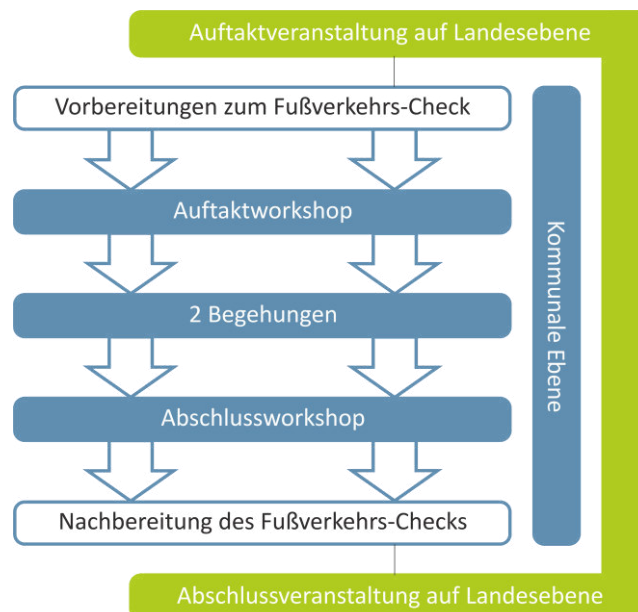 Auftaktveranstaltung auf Landesebene
Vorbereitungen zum Fußverkehrs-Check
Auftaktworkshop
2 Begehungen
Abschlussworkshop
Nachbereitung des Fußverkehrs-Checks
Kommunale Ebene
Abschlussveranstaltung auf Landesebene